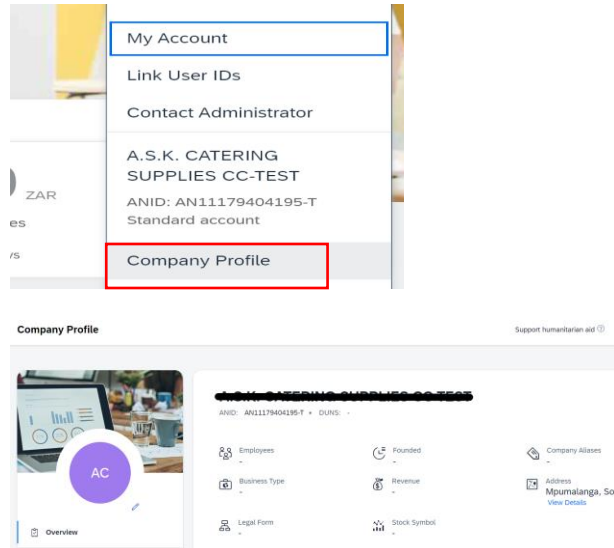 My Account
Link User IDs
Contact Administrator
A.S.K. CATERING
SUPPLIES CC-TEST
ANID: AN11179404195-T
Standard account
Company Profile
ZAR
es
/s
Company Profile
Support humanitarian aid
ANID: AN11179404195-T • DUNS: -
Employees
-
Founded
-
Company Aliases
-
Business Type
-
Revenue
-
Address
Mpumalanga, So
View Details
Legal Form
-
Stock Symbol
-
AC
Overview